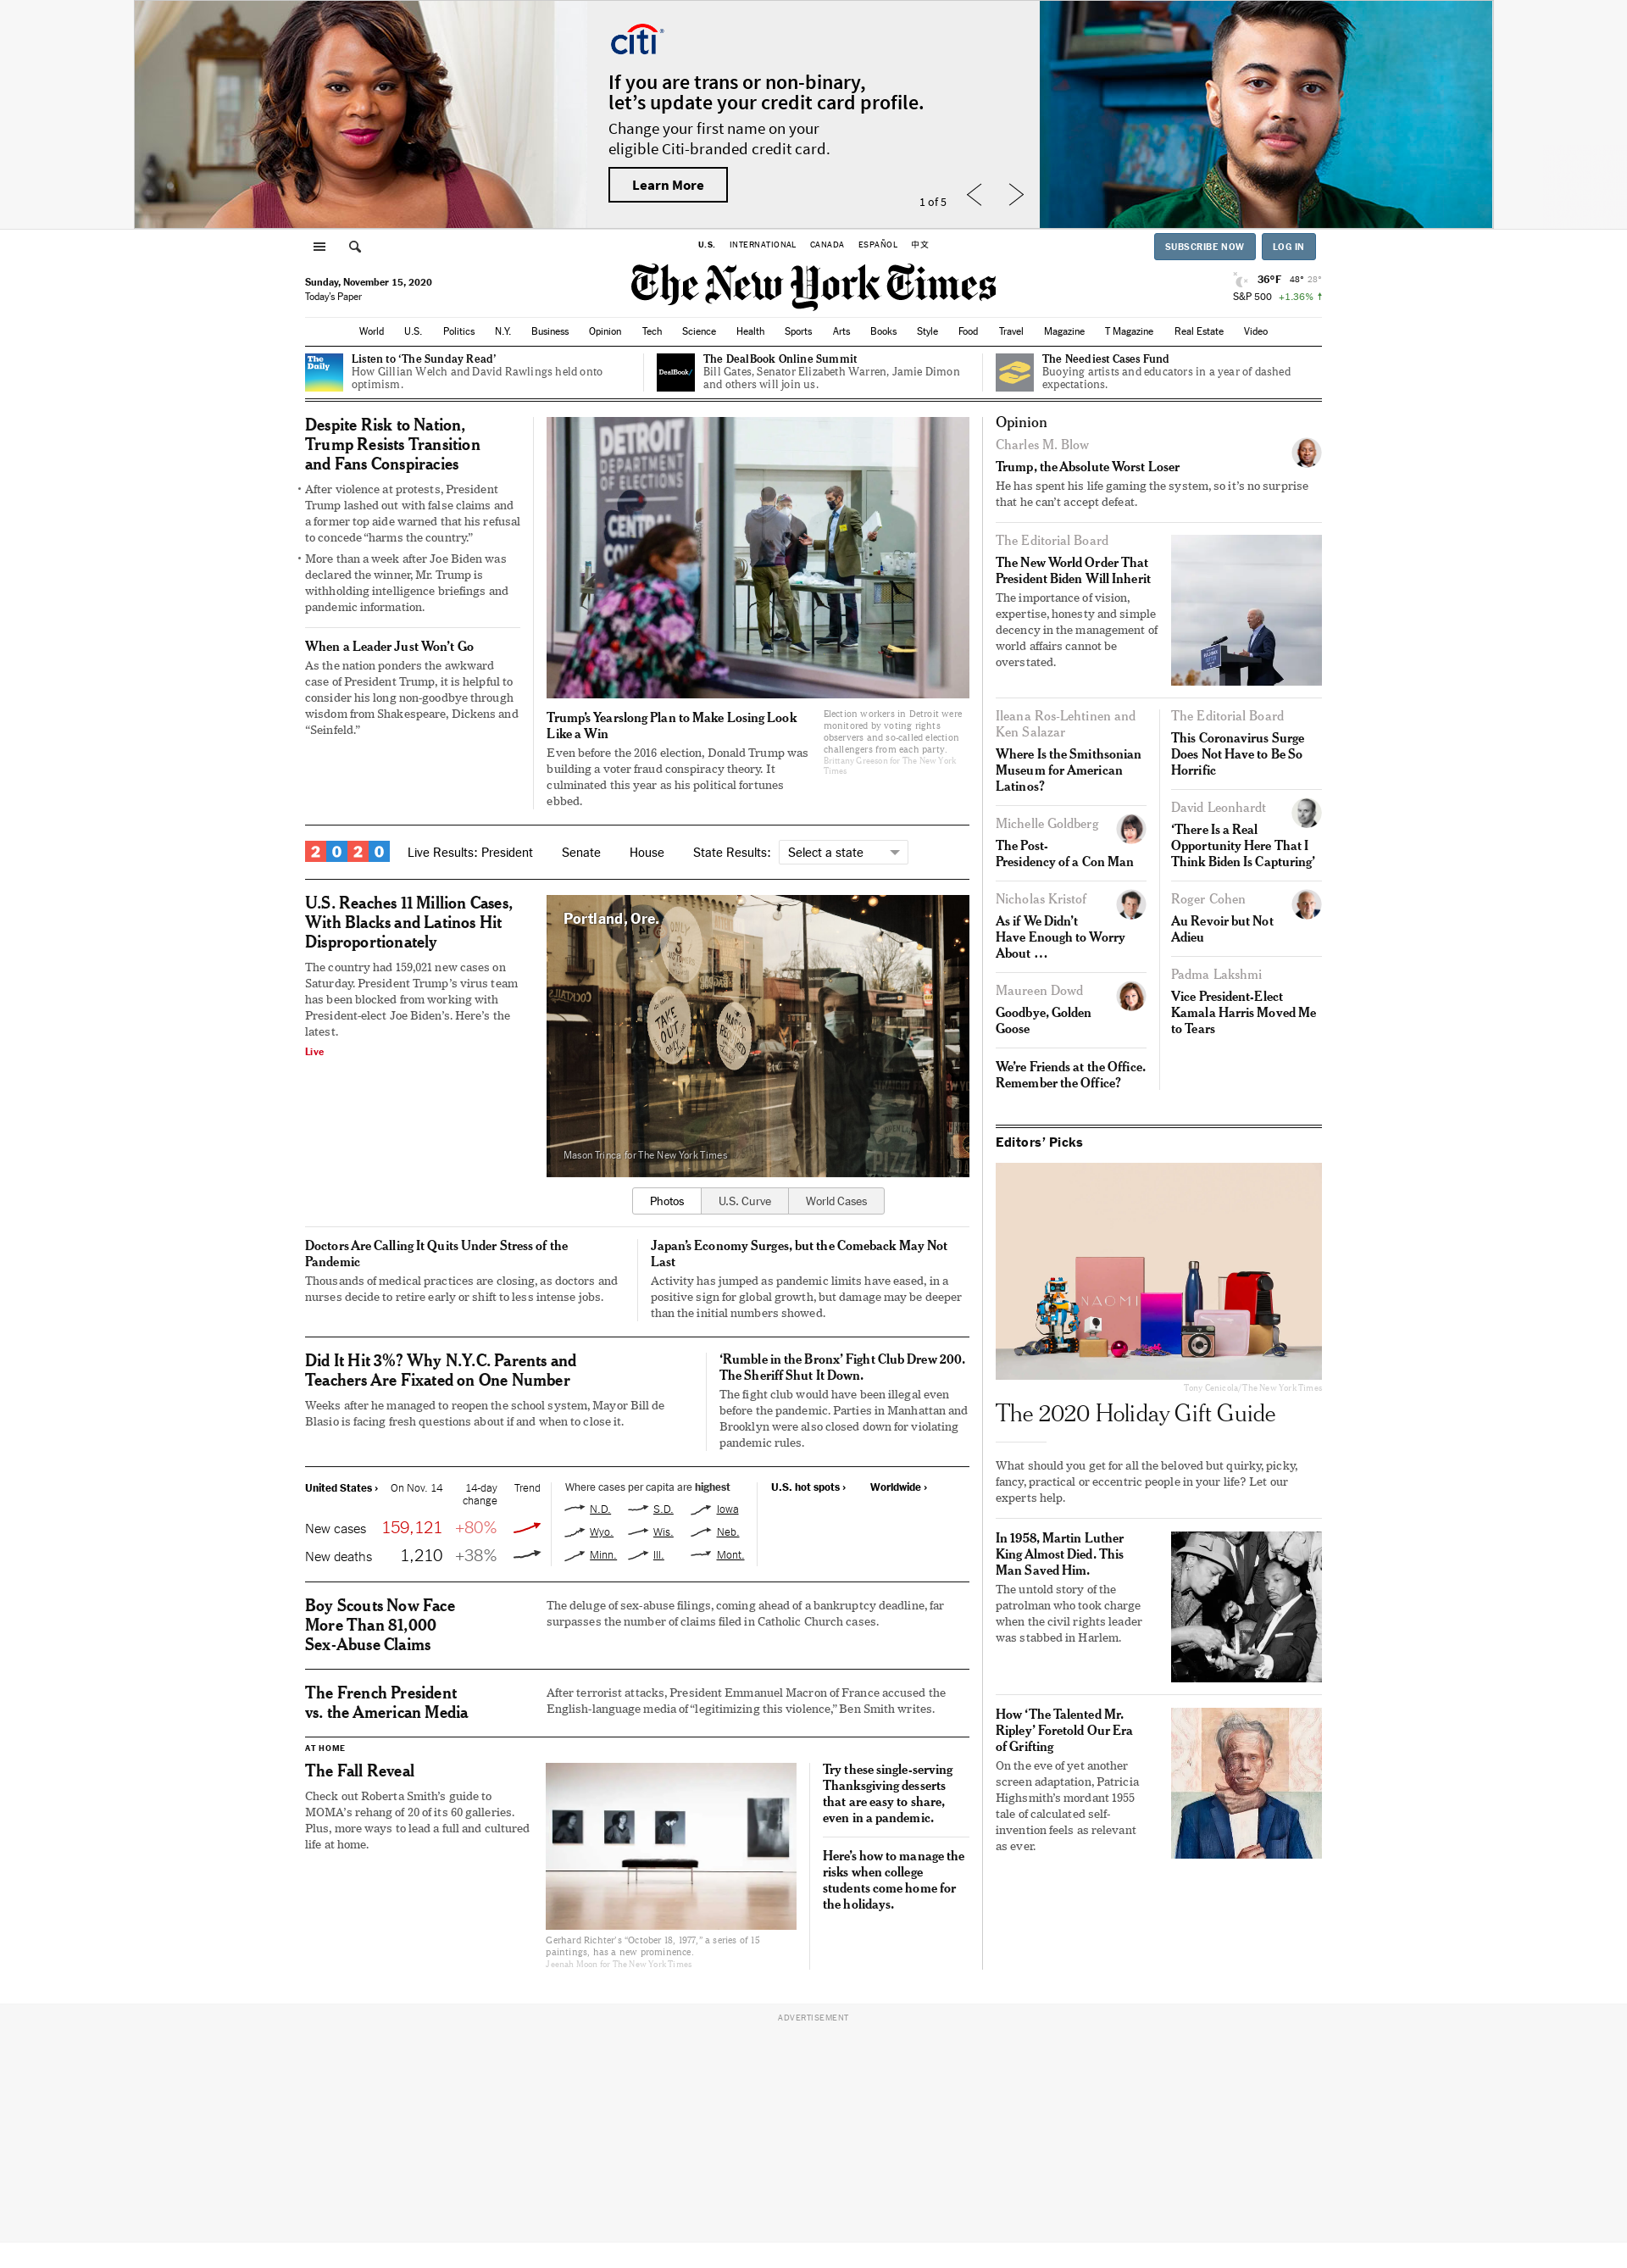 citi
If you are trans or non-binary,
let’s update your credit card profile.
Change your first name on your
eligible Citi-branded credit card.
Learn More
1 of 5
U.S. INTERNATIONAL CANADA ESPAÑOL 中文
SUBSCRIBE NOW LOG IN
Sunday, November 15, 2020
Today’s Paper
The New York Times
36°F 48° 28°
S&P 500 +1.36% ↑
World U.S. Politics N.Y. Business Opinion Tech Science Health Sports Arts Books Style Food Travel Magazine T Magazine Real Estate Video
The
Daily
Listen to ‘The Sunday Read’
How Gillian Welch and David Rawlings held onto
optimism.
DealBook/
The DealBook Online Summit
Bill Gates, Senator Elizabeth Warren, Jamie Dimon
and others will join us.
The Neediest Cases Fund
Buoying artists and educators in a year of dashed
expectations.
Despite Risk to Nation,
Trump Resists Transition
and Fans Conspiracies
• After violence at protests, President
Trump lashed out with false claims and
a former top aide warned that his refusal
to concede “harms the country.”
• More than a week after Joe Biden was
declared the winner, Mr. Trump is
withholding intelligence briefings and
pandemic information.
When a Leader Just Won’t Go
As the nation ponders the awkward
case of President Trump, it is helpful to
consider his long non-goodbye through
wisdom from Shakespeare, Dickens and
“Seinfeld.”
DETROIT
DEPARTMENT
OF ELECTIONS
CENTRAL
Trump’s Yearslong Plan to Make Losing Look
Like a Win
Even before the 2016 election, Donald Trump was
building a voter fraud conspiracy theory. It
culminated this year as his political fortunes
ebbed.
Election workers in Detroit were
monitored by voting rights
observers and so-called election
challengers from each party.
Brittany Greeson for The New York
Times
2020 Live Results: President Senate House State Results: Select a state
U.S. Reaches 11 Million Cases,
With Blacks and Latinos Hit
Disproportionately
The country had 159,021 new cases on
Saturday. President Trump’s virus team
has been blocked from working with
President-elect Joe Biden’s. Here’s the
latest.
Live
Portland, Ore.
COCKTAILS
TAKE
OUT
ONLY
MASKS
REQUIRED
PIZZ
Mason Trinca for The New York Times
Photos U.S. Curve World Cases
Doctors Are Calling It Quits Under Stress of the
Pandemic
Thousands of medical practices are closing, as doctors and
nurses decide to retire early or shift to less intense jobs.
Japan’s Economy Surges, but the Comeback May Not
Last
Activity has jumped as pandemic limits have eased, in a
positive sign for global growth, but damage may be deeper
than the initial numbers showed.
Did It Hit 3%? Why N.Y.C. Parents and
Teachers Are Fixated on One Number
Weeks after he managed to reopen the school system, Mayor Bill de
Blasio is facing fresh questions about if and when to close it.
‘Rumble in the Bronx’ Fight Club Drew 200.
The Sheriff Shut It Down.
The fight club would have been illegal even
before the pandemic. Parties in Manhattan and
Brooklyn were also closed down for violating
pandemic rules.
United States › On Nov. 14 14-day
change Trend
New cases 159,121 +80%
New deaths 1,210 +38%
Where cases per capita are highest
N.D. S.D. Iowa
Wyo. Wis. Neb.
Minn. Ill. Mont.
U.S. hot spots › Worldwide ›
Boy Scouts Now Face
More Than 81,000
Sex-Abuse Claims
The deluge of sex-abuse filings, coming ahead of a bankruptcy deadline, far
surpasses the number of claims filed in Catholic Church cases.
The French President
vs. the American Media
After terrorist attacks, President Emmanuel Macron of France accused the
English-language media of “legitimizing this violence,” Ben Smith writes.
AT HOME
The Fall Reveal
Check out Roberta Smith’s guide to
MOMA’s rehang of 20 of its 60 galleries.
Plus, more ways to lead a full and cultured
life at home.
Gerhard Richter’s “October 18, 1977,” a series of 15
paintings, has a new prominence.
Jeenah Moon for The New York Times
Try these single-serving
Thanksgiving desserts
that are easy to share,
even in a pandemic.
Here’s how to manage the
risks when college
students come home for
the holidays.
Opinion
Charles M. Blow
Trump, the Absolute Worst Loser
He has spent his life gaming the system, so it’s no surprise
that he can’t accept defeat.
The Editorial Board
The New World Order That
President Biden Will Inherit
The importance of vision,
expertise, honesty and simple
decency in the management of
world affairs cannot be
overstated.
Ileana Ros-Lehtinen and
Ken Salazar
Where Is the Smithsonian
Museum for American
Latinos?
Michelle Goldberg
The Post-
Presidency of a Con Man
Nicholas Kristof
As if We Didn’t
Have Enough to Worry
About …
Maureen Dowd
Goodbye, Golden
Goose
We’re Friends at the Office.
Remember the Office?
The Editorial Board
This Coronavirus Surge
Does Not Have to Be So
Horrific
David Leonhardt
‘There Is a Real
Opportunity Here That I
Think Biden Is Capturing’
Roger Cohen
Au Revoir but Not
Adieu
Padma Lakshmi
Vice President-Elect
Kamala Harris Moved Me
to Tears
Editors’ Picks
NAOMI
Tony Cenicola/The New York Times
The 2020 Holiday Gift Guide
What should you get for all the beloved but quirky, picky,
fancy, practical or eccentric people in your life? Let our
experts help.
In 1958, Martin Luther
King Almost Died. This
Man Saved Him.
The untold story of the
patrolman who took charge
when the civil rights leader
was stabbed in Harlem.
How ‘The Talented Mr.
Ripley’ Foretold Our Era
of Grifting
On the eve of yet another
screen adaptation, Patricia
Highsmith’s mordant 1955
tale of calculated self-
invention feels as relevant
as ever.
ADVERTISEMENT